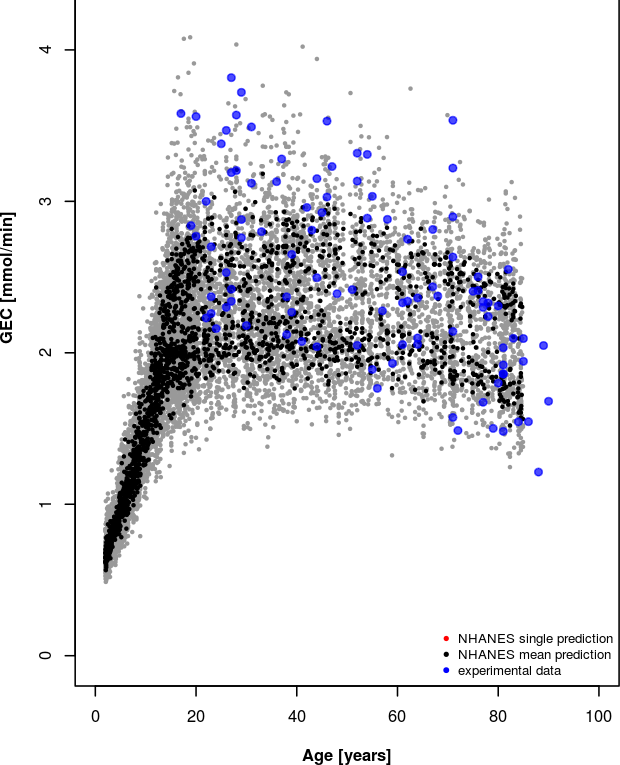 4
3
2
1
0
GEC [mmol/min]
NHANES single prediction
NHANES mean prediction
experimental data
0 20 40 60 80 100
Age [years]